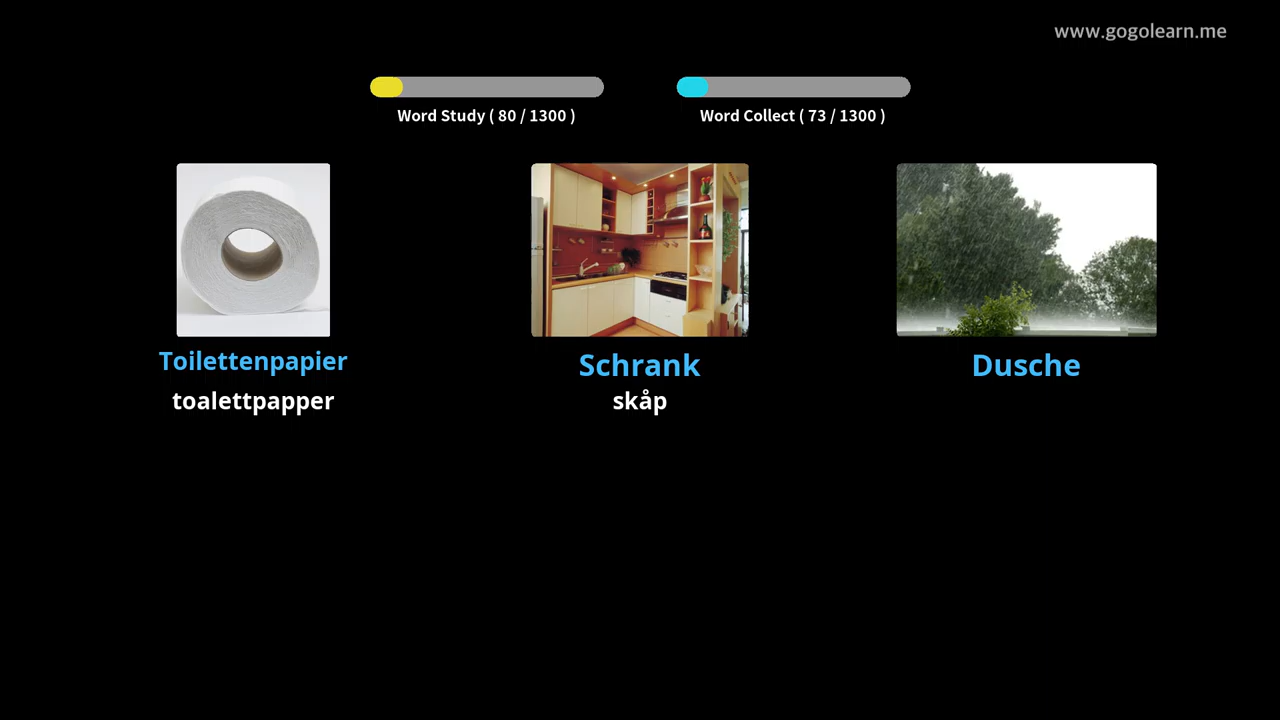 www.gogolearn.me
Word Study ( 80 / 1300 )
Word Collect ( 73 / 1300 )
Toilettenpapier
Schrank
Dusche
toalettpapper
skåp